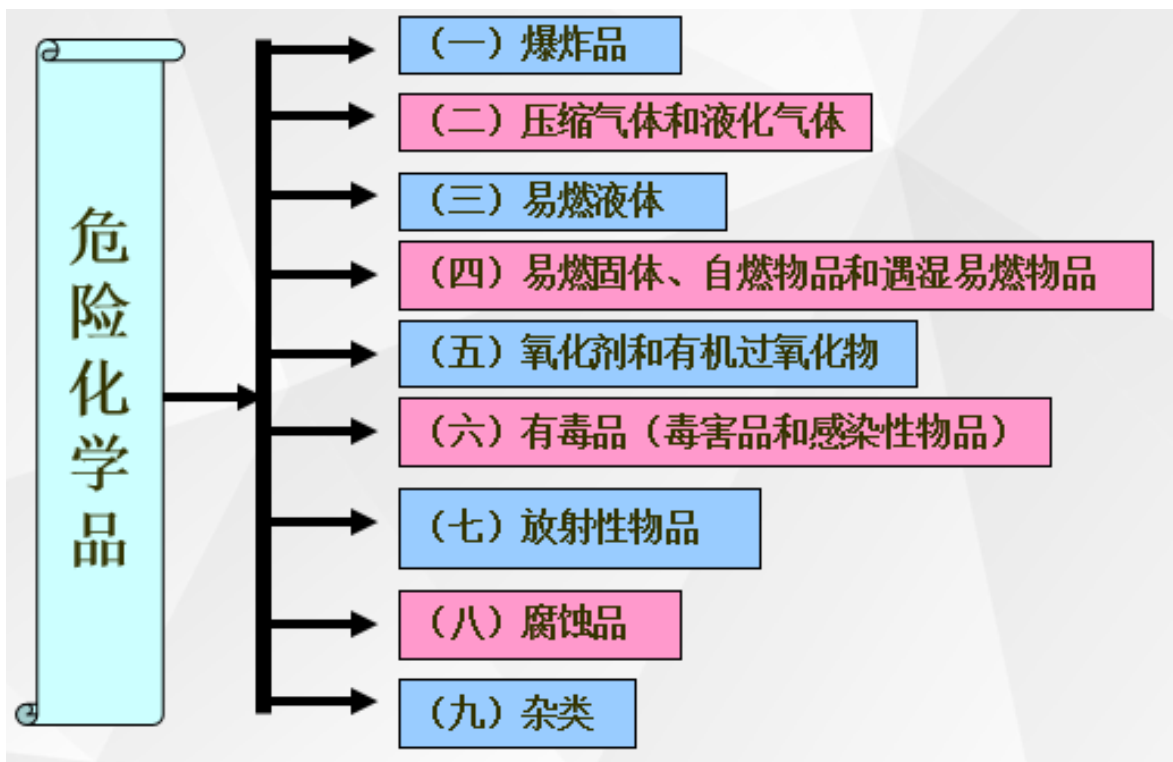 危险化学品
（一）爆炸品
（二）压缩气体和液化气体
（三）易燃液体
（四）易燃固体、自燃物品和遇湿易燃物品
（五）氧化剂和有机过氧化物
（六）有毒品（毒害品和感染性物品）
（七）放射性物品
（八）腐蚀品
（九）杂类